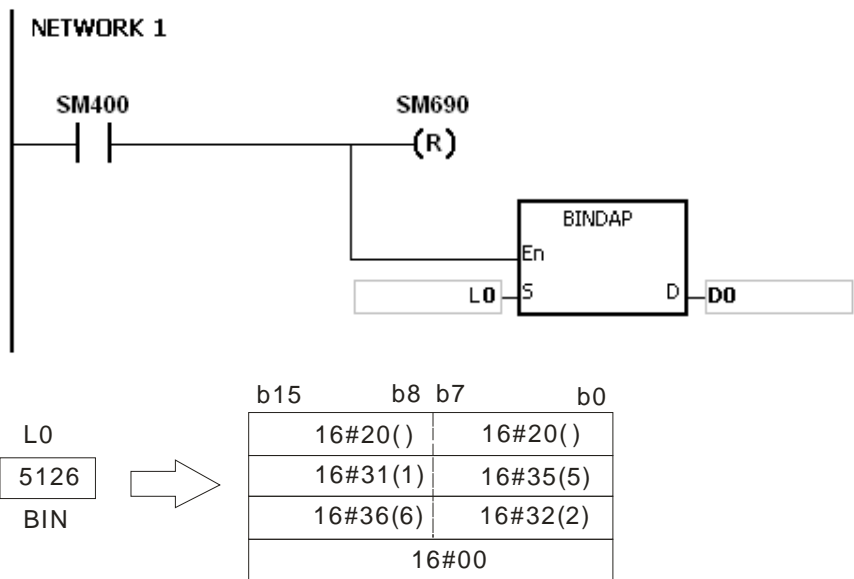 NETWORK 1
SM400 SM690
(R)
BINDAP
En
L0 S D D0
b15 b8 b7 b0
L0 16#20( ) 16#20( )
5126 16#31(1) 16#35(5)
BIN 16#36(6) 16#32(2)
16#00